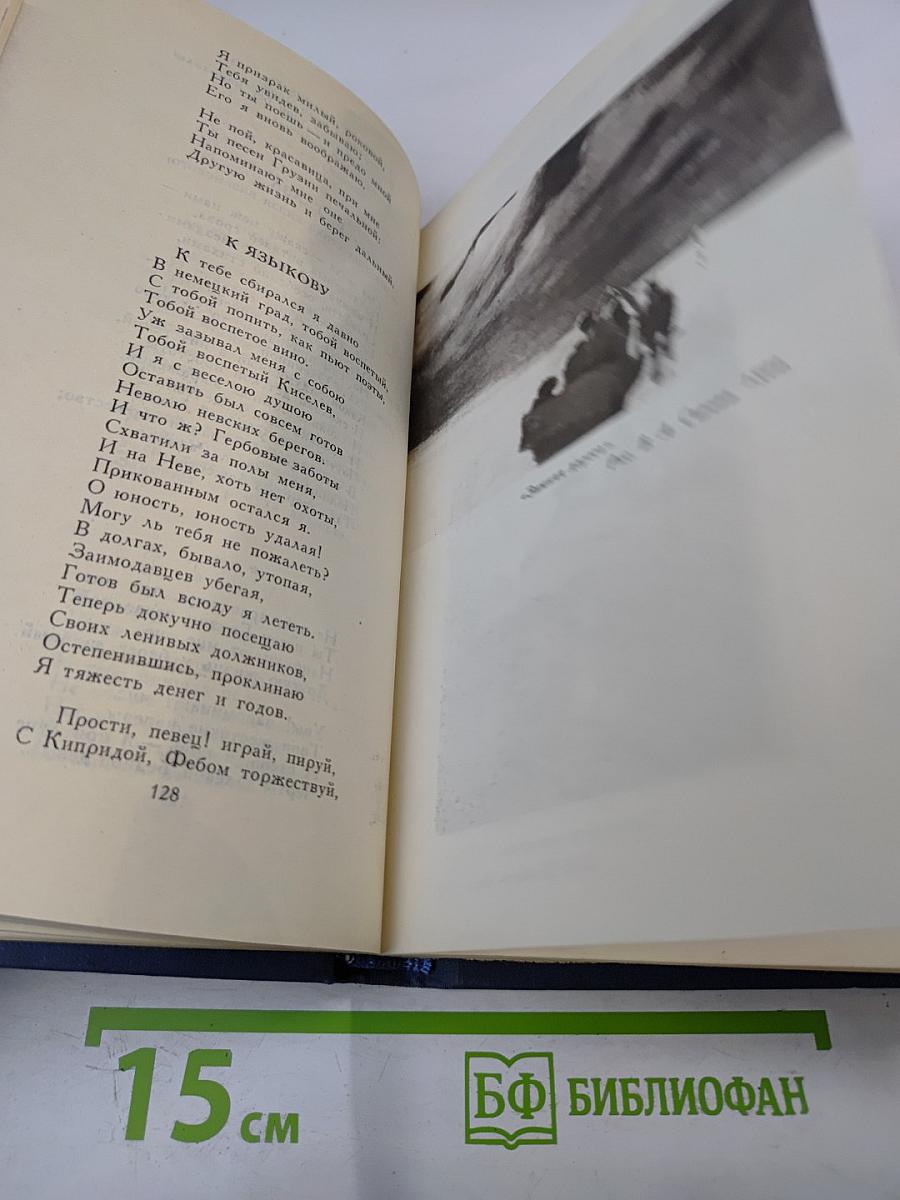 Я призрак милый, роковой,
Тебя увидев, забываю;
Но ты поешь — и предо мной
Его я вновь воображаю.
Не пой, красавица, при мне
Ты песен Грузии печальной:
Напоминают мне оне
Другую жизнь и берег дальный.
К ЯЗЫКОВУ
К тебе сбирался я давно
В немецкий град, тобой воспетый,
С тобой попить, как пьют поэты,
Тобой воспетое вино.
Уж зазывал меня с собою
Тобой воспетый Киселев,
И я с веселою душою
Оставить был совсем готов
Неволю невских берегов.
И что ж? Гербовые заботы
Схватили за полы меня,
И на Неве, хоть нет охоты,
Прикованным остался я.
О юность, юность удалая!
Могу ль тебя не пожалеть?
В долгах, бывало, утопая,
Заимодавцев убегая,
Готов был всюду я лететь.
Теперь докучно посещаю
Своих ленивых должников,
Остепенившись, проклинаю
Я тяжесть денег и годов.
Прости, певец! играй, пируй,
С Кипридой, Фебом торжествуй,
128
15 см
БФ БИБЛИОФАН